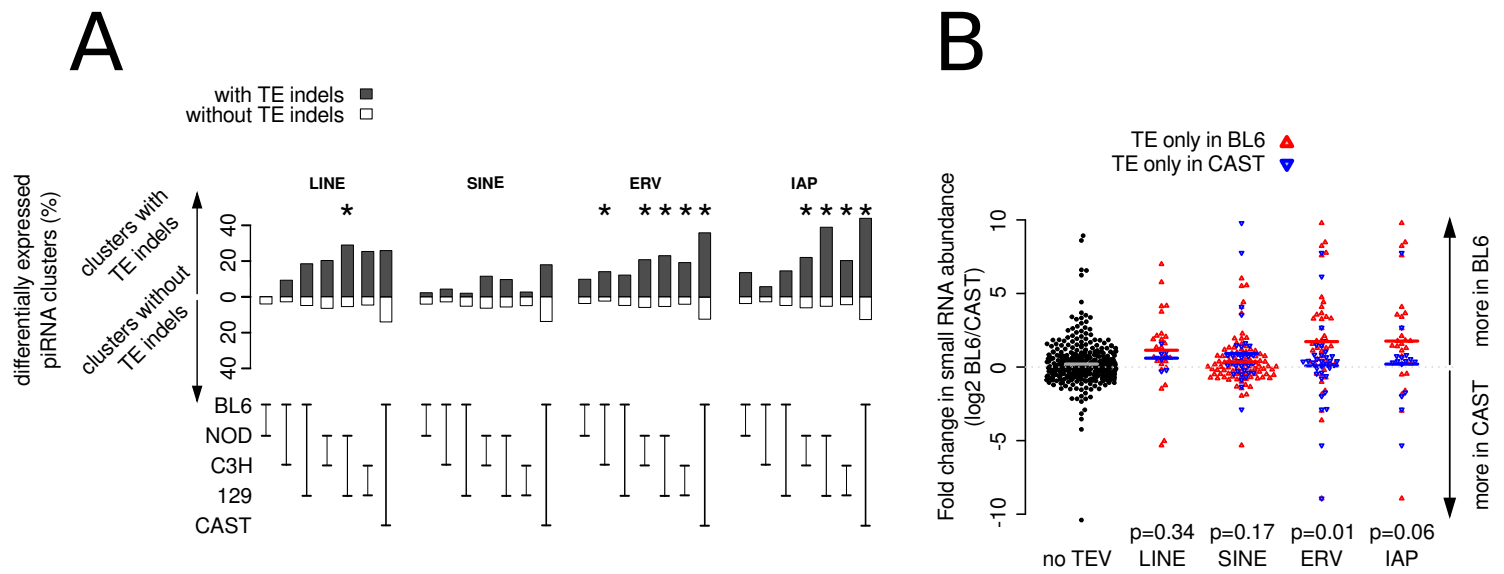 A
with TE indels
without TE indels
differentially expressed
piRNA clusters (%)
clusters with
TE indels
clusters without
TE indels
LINE
SINE
ERV
IAP
*
* * * * *
* * * *
40
20
0
20
40
BL6
NOD
C3H
129
CAST
B
TE only in BL6
TE only in CAST
Fold change in small RNA abundance
(log2 BL6/CAST)
10
5
0
-5
-10
more in BL6
more in CAST
p=0.34 p=0.17 p=0.01 p=0.06
no TEV LINE SINE ERV IAP